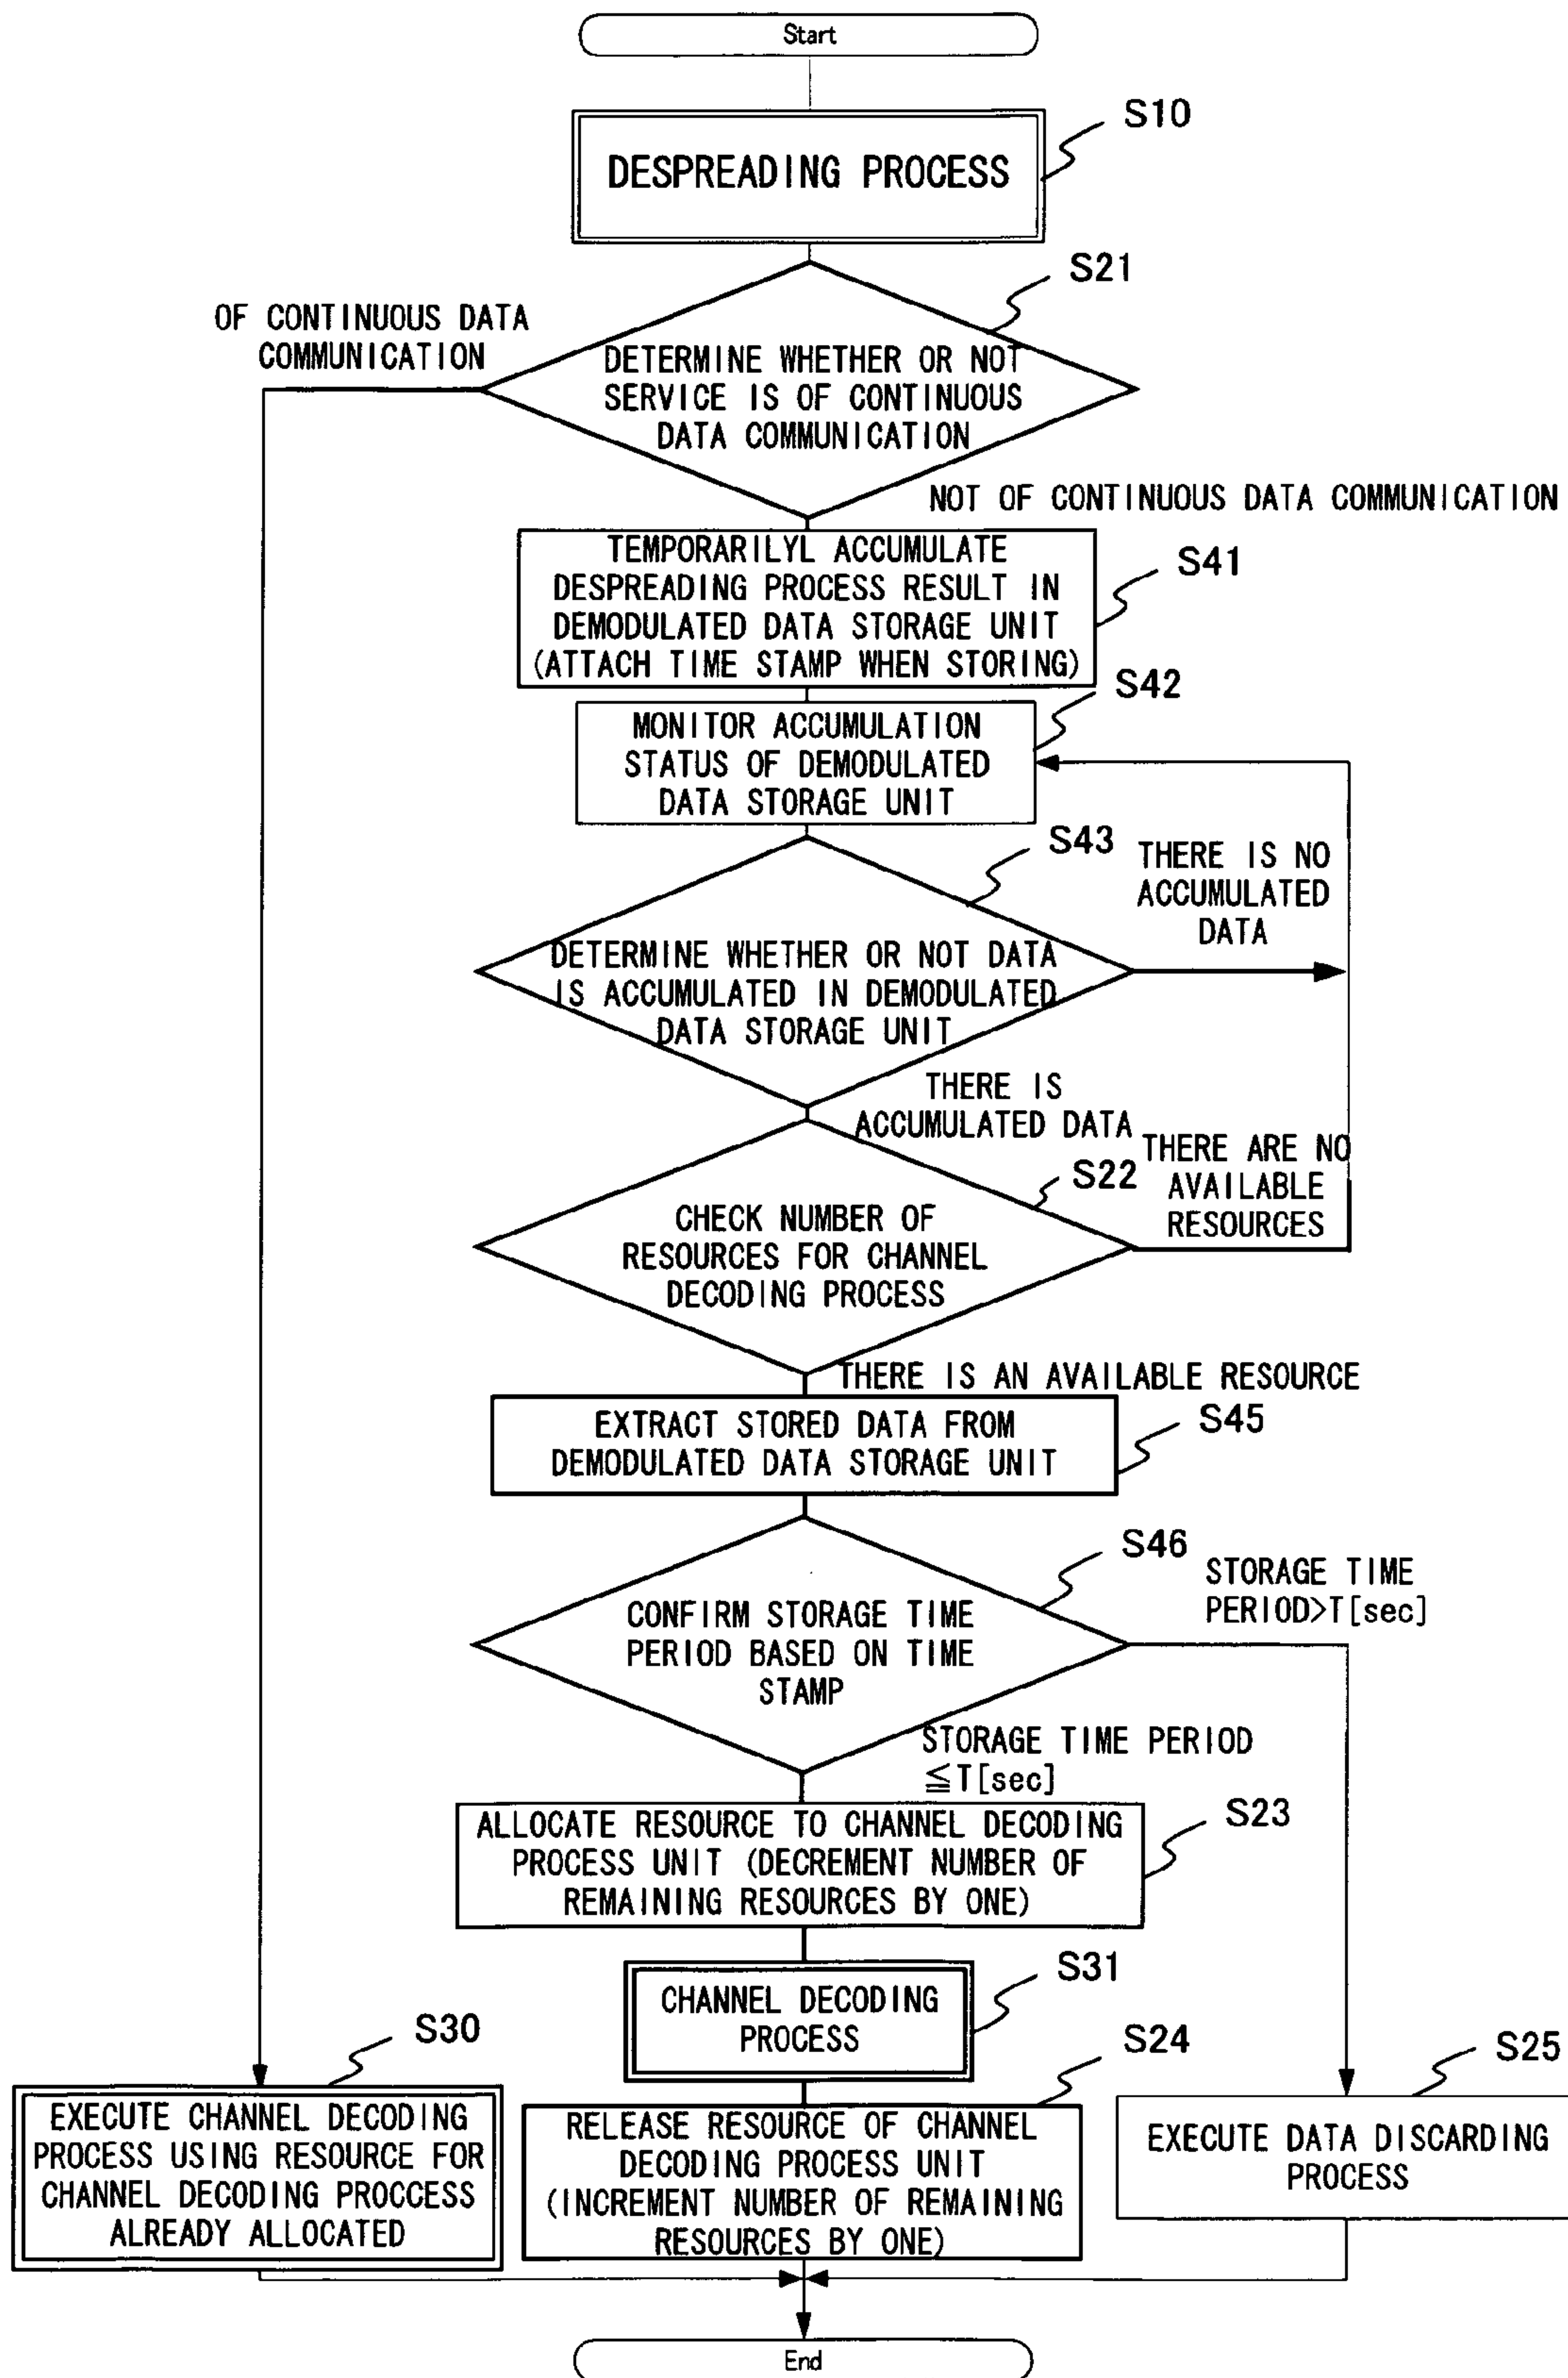 Start
S10
DESPREADING PROCESS
S21
OF CONTINUOUS DATA
COMMUNICATION
DETERMINE WHETHER OR NOT
SERVICE IS OF CONTINUOUS
DATA COMMUNICATION
NOT OF CONTINUOUS DATA COMMUNICATION
TEMPORARILYL ACCUMULATE
DESPREADING PROCESS RESULT IN
DEMODULATED DATA STORAGE UNIT
(ATTACH TIME STAMP WHEN STORING)
S41
S42
MONITOR ACCUMULATION
STATUS OF DEMODULATED
DATA STORAGE UNIT
S43
THERE IS NO
ACCUMULATED
DATA
DETERMINE WHETHER OR NOT DATA
IS ACCUMULATED IN DEMODULATED
DATA STORAGE UNIT
THERE IS
ACCUMULATED DATA
S22
THERE ARE NO
AVAILABLE
RESOURCES
CHECK NUMBER OF
RESOURCES FOR CHANNEL
DECODING PROCESS
THERE IS AN AVAILABLE RESOURCE
EXTRACT STORED DATA FROM
DEMODULATED DATA STORAGE UNIT
S45
S46
STORAGE TIME
PERIOD>T[sec]
CONFIRM STORAGE TIME
PERIOD BASED ON TIME
STAMP
STORAGE TIME PERIOD
≦T[sec]
ALLOCATE RESOURCE TO CHANNEL DECODING
PROCESS UNIT (DECREMENT NUMBER OF
REMAINING RESOURCES BY ONE)
S23
CHANNEL DECODING
PROCESS
S31
S30
EXECUTE CHANNEL DECODING
PROCESS USING RESOURCE FOR
CHANNEL DECODING PROCCESS
ALREADY ALLOCATED
S24
RELEASE RESOURCE OF CHANNEL
DECODING PROCESS UNIT
(INCREMENT NUMBER OF REMAINING
RESOURCES BY ONE)
S25
EXECUTE DATA DISCARDING
PROCESS
End